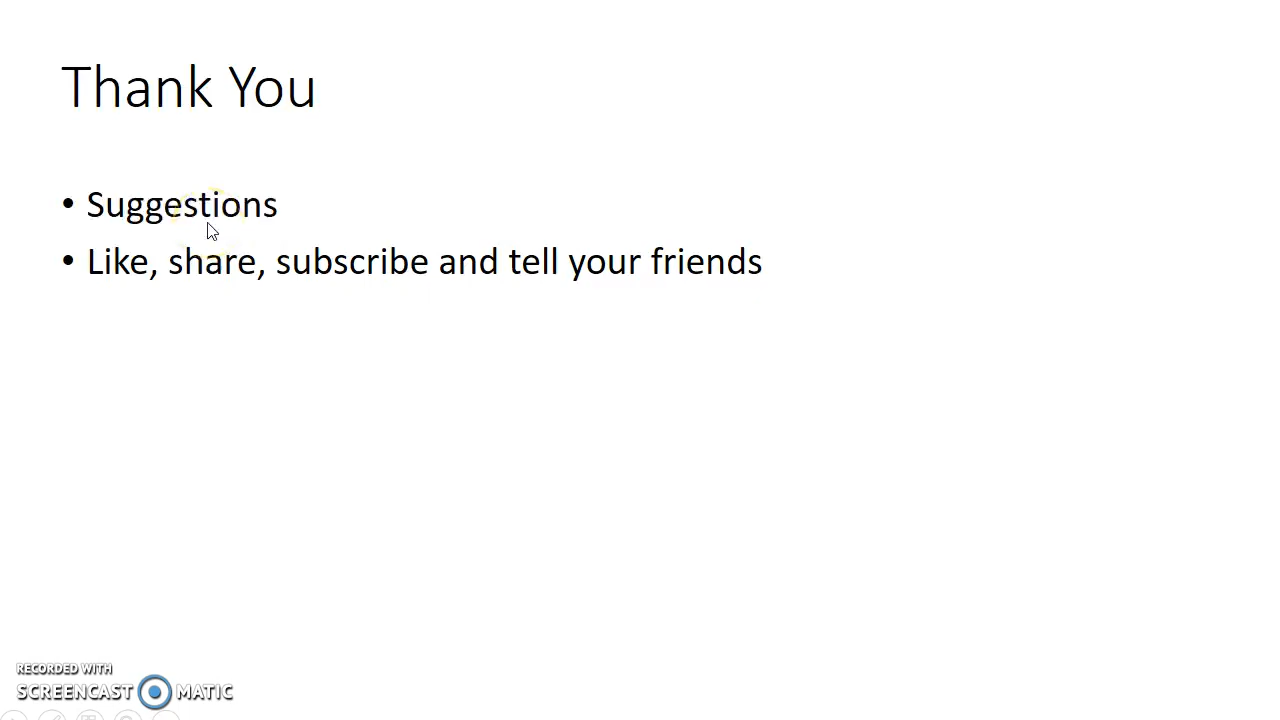 Thank You
• Suggestions
• Like, share, subscribe and tell your friends
RECORDED WITH
SCREENCAST MATIC